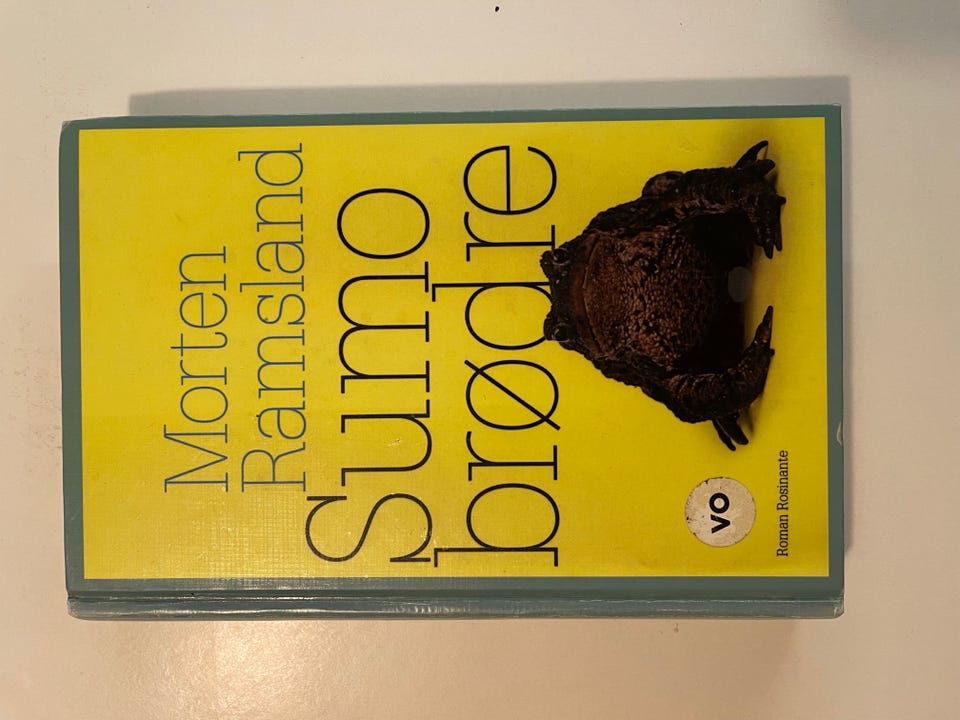 Morten
Ramsland
Sumo
brødre
VO
Roman Rosinante